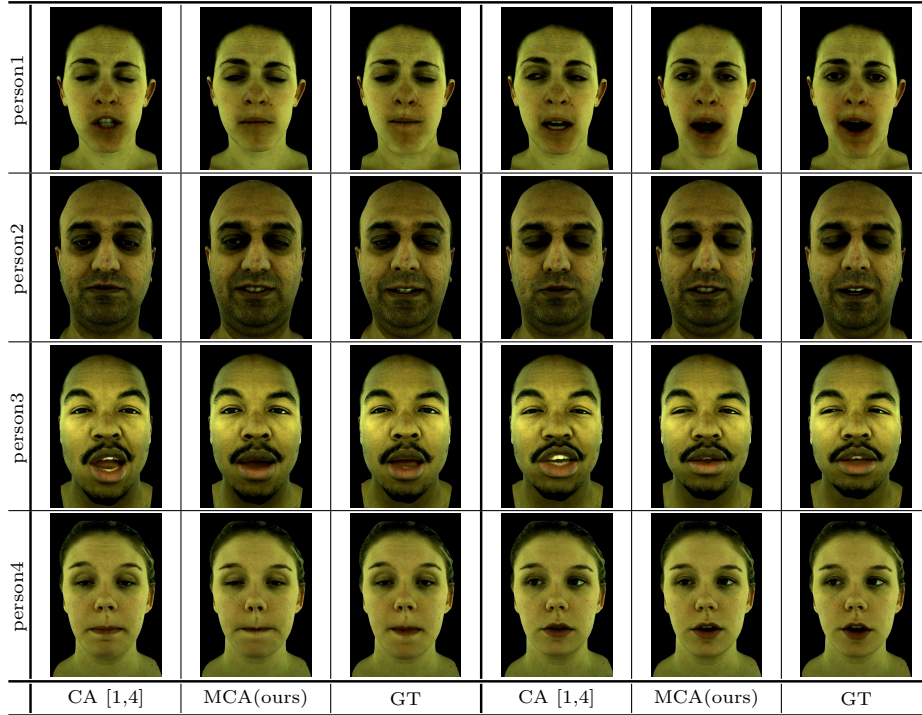 person1
person2
person3
person4
CA [1,4] MCA(ours) GT CA [1,4] MCA(ours) GT